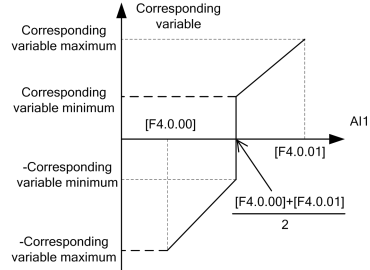 Corresponding
variable
Corresponding
variable maximum
Corresponding
variable minimum
[F4.0.00]
AI1
[F4.0.01]
-Corresponding
variable minimum
[F4.0.00]+[F4.0.01]
2
-Corresponding
variable maximum